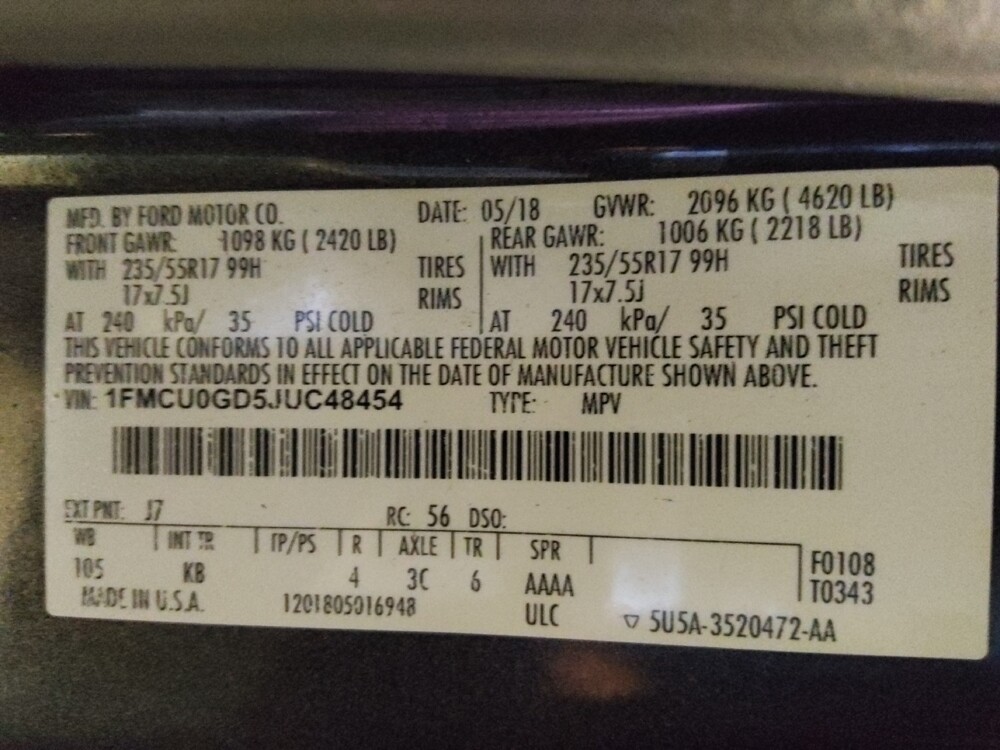 MFD. BY FORD MOTOR CO. DATE: 05/18 GVWR: 2096 KG ( 4620 LB)
FRONT GAWR: 1098 KG ( 2420 LB) REAR GAWR: 1006 KG ( 2218 LB)
WITH 235/55R17 99H TIRES WITH 235/55R17 99H TIRES
17x7.5J RIMS 17x7.5J RIMS
AT 240 kPa/ 35 PSI COLD AT 240 kPa/ 35 PSI COLD
THIS VEHICLE CONFORMS TO ALL APPLICABLE FEDERAL MOTOR VEHICLE SAFETY AND THEFT
PREVENTION STANDARDS IN EFFECT ON THE DATE OF MANUFACTURE SHOWN ABOVE.
VIN: 1FMCU0GD5JUC48454 TYPE: MPV
EXT PNT: J7 RC: 56 DSO:
WB INT TR TP/PS R AXLE TR SPR F0108
105 KB 4 3C 6 AAAA T0343
MADE IN U.S.A. 1201805016948 ULC ▽ 5U5A-3520472-AA